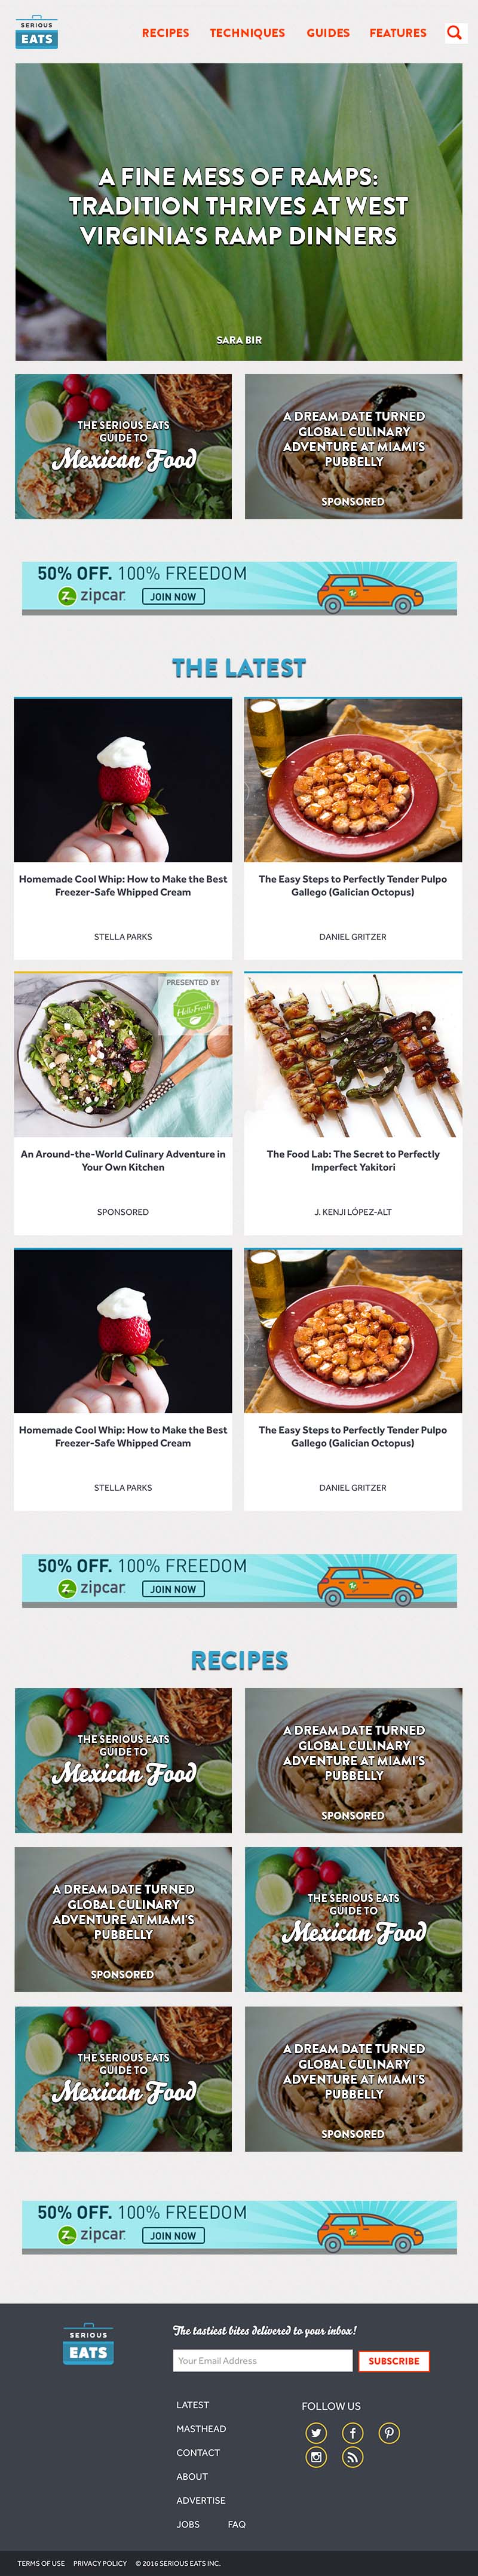 SERIOUS
EATS
RECIPES TECHNIQUES GUIDES FEATURES
A FINE MESS OF RAMPS:
TRADITION THRIVES AT WEST
VIRGINIA'S RAMP DINNERS
SARA BIR
THE SERIOUS EATS
GUIDE TO
Mexican Food
A DREAM DATE TURNED
GLOBAL CULINARY
ADVENTURE AT MIAMI'S
PUBBELLY
SPONSORED
50% OFF. 100% FREEDOM
Z zipcar. JOIN NOW
THE LATEST
Homemade Cool Whip: How to Make the Best
Freezer-Safe Whipped Cream
STELLA PARKS
The Easy Steps to Perfectly Tender Pulpo
Gallego (Galician Octopus)
DANIEL GRITZER
PRESENTED BY
HelloFresh
An Around-the-World Culinary Adventure in
Your Own Kitchen
SPONSORED
The Food Lab: The Secret to Perfectly
Imperfect Yakitori
J. KENJI LÓPEZ-ALT
Homemade Cool Whip: How to Make the Best
Freezer-Safe Whipped Cream
STELLA PARKS
The Easy Steps to Perfectly Tender Pulpo
Gallego (Galician Octopus)
DANIEL GRITZER
50% OFF. 100% FREEDOM
Z zipcar. JOIN NOW
RECIPES
THE SERIOUS EATS
GUIDE TO
Mexican Food
A DREAM DATE TURNED
GLOBAL CULINARY
ADVENTURE AT MIAMI'S
PUBBELLY
SPONSORED
A DREAM DATE TURNED
GLOBAL CULINARY
ADVENTURE AT MIAMI'S
PUBBELLY
SPONSORED
THE SERIOUS EATS
GUIDE TO
Mexican Food
THE SERIOUS EATS
GUIDE TO
Mexican Food
A DREAM DATE TURNED
GLOBAL CULINARY
ADVENTURE AT MIAMI'S
PUBBELLY
SPONSORED
50% OFF. 100% FREEDOM
Z zipcar. JOIN NOW
SERIOUS
EATS
The tastiest bites delivered to your inbox!
Your Email Address SUBSCRIBE
LATEST
MASTHEAD
CONTACT
ABOUT
ADVERTISE
JOBS FAQ
FOLLOW US
TERMS OF USE PRIVACY POLICY © 2016 SERIOUS EATS INC.